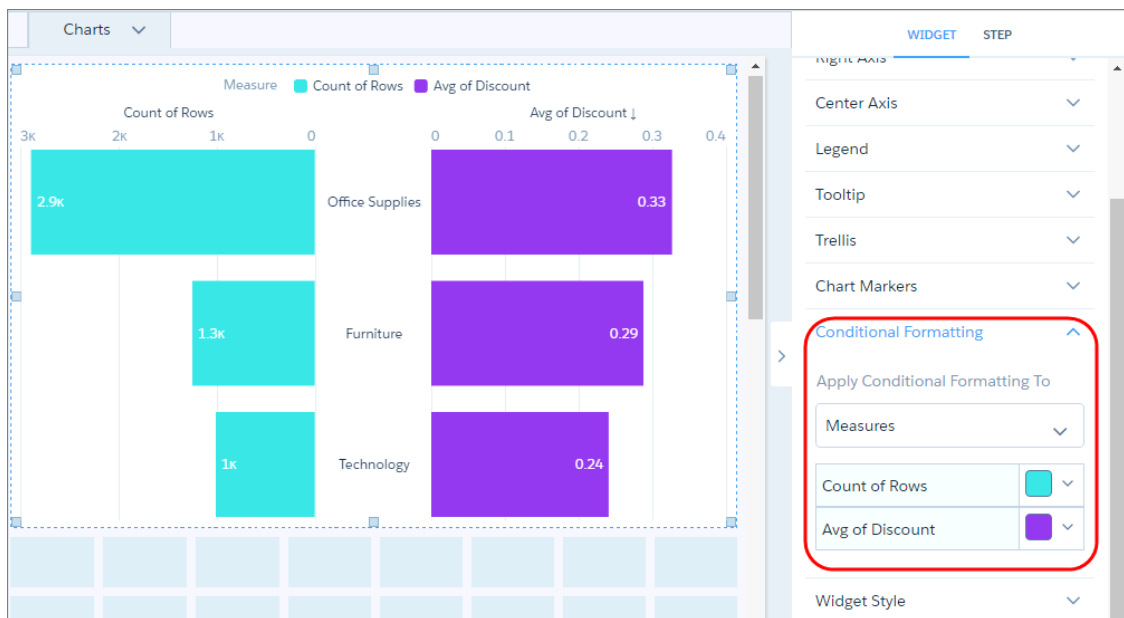 Charts
WIDGET STEP
Measure Count of Rows Avg of Discount
Count of Rows Avg of Discount ↓
3K 2K 1K 0 0 0.1 0.2 0.3 0.4
2.9K Office Supplies 0.33
1.3K Furniture 0.29
1K Technology 0.24
Right Axis
Center Axis
Legend
Tooltip
Trellis
Chart Markers
Conditional Formatting
Apply Conditional Formatting To
Measures
Count of Rows
Avg of Discount
Widget Style